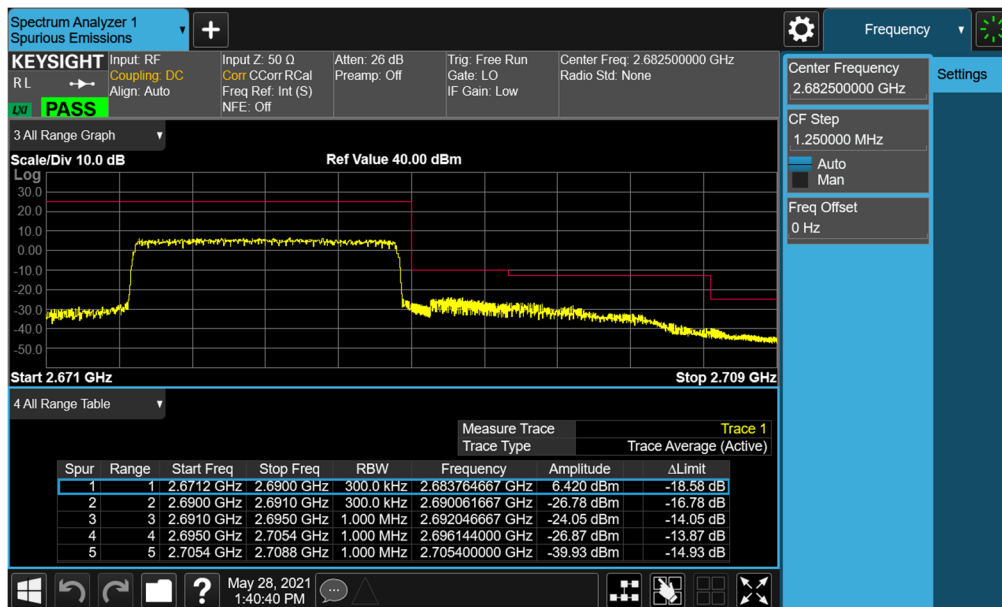 Spectrum Analyzer 1
Spurious Emissions
+
Frequency
KEYSIGHT Input: RF Input Z: 50 Ω Atten: 26 dB Trig: Free Run Center Freq: 2.682500000 GHz
RL Coupling: DC Corr CCorr RCal Preamp: Off Gate: LO Radio Std: None
Align: Auto Freq Ref: Int (S) IF Gain: Low
LXI PASS NFE: Off
Center Frequency
2.682500000 GHz
Settings
CF Step
1.250000 MHz
Auto
Man
Freq Offset
0 Hz
3 All Range Graph
Scale/Div 10.0 dB Ref Value 40.00 dBm
Log
30.0
20.0
10.0
0.00
-10.0
-20.0
-30.0
-40.0
-50.0
Start 2.671 GHz Stop 2.709 GHz
4 All Range Table
Measure Trace Trace 1
Trace Type Trace Average (Active)
Spur Range Start Freq Stop Freq RBW Frequency Amplitude ΔLimit
1 1 2.6712 GHz 2.6900 GHz 300.0 kHz 2.683764667 GHz 6.420 dBm -18.58 dB
2 2 2.6900 GHz 2.6910 GHz 300.0 kHz 2.690061667 GHz -26.78 dBm -16.78 dB
3 3 2.6910 GHz 2.6950 GHz 1.000 MHz 2.692046667 GHz -24.05 dBm -14.05 dB
4 4 2.6950 GHz 2.7054 GHz 1.000 MHz 2.696144000 GHz -26.87 dBm -13.87 dB
5 5 2.7054 GHz 2.7088 GHz 1.000 MHz 2.705400000 GHz -39.93 dBm -14.93 dB
? May 28, 2021
1:40:40 PM